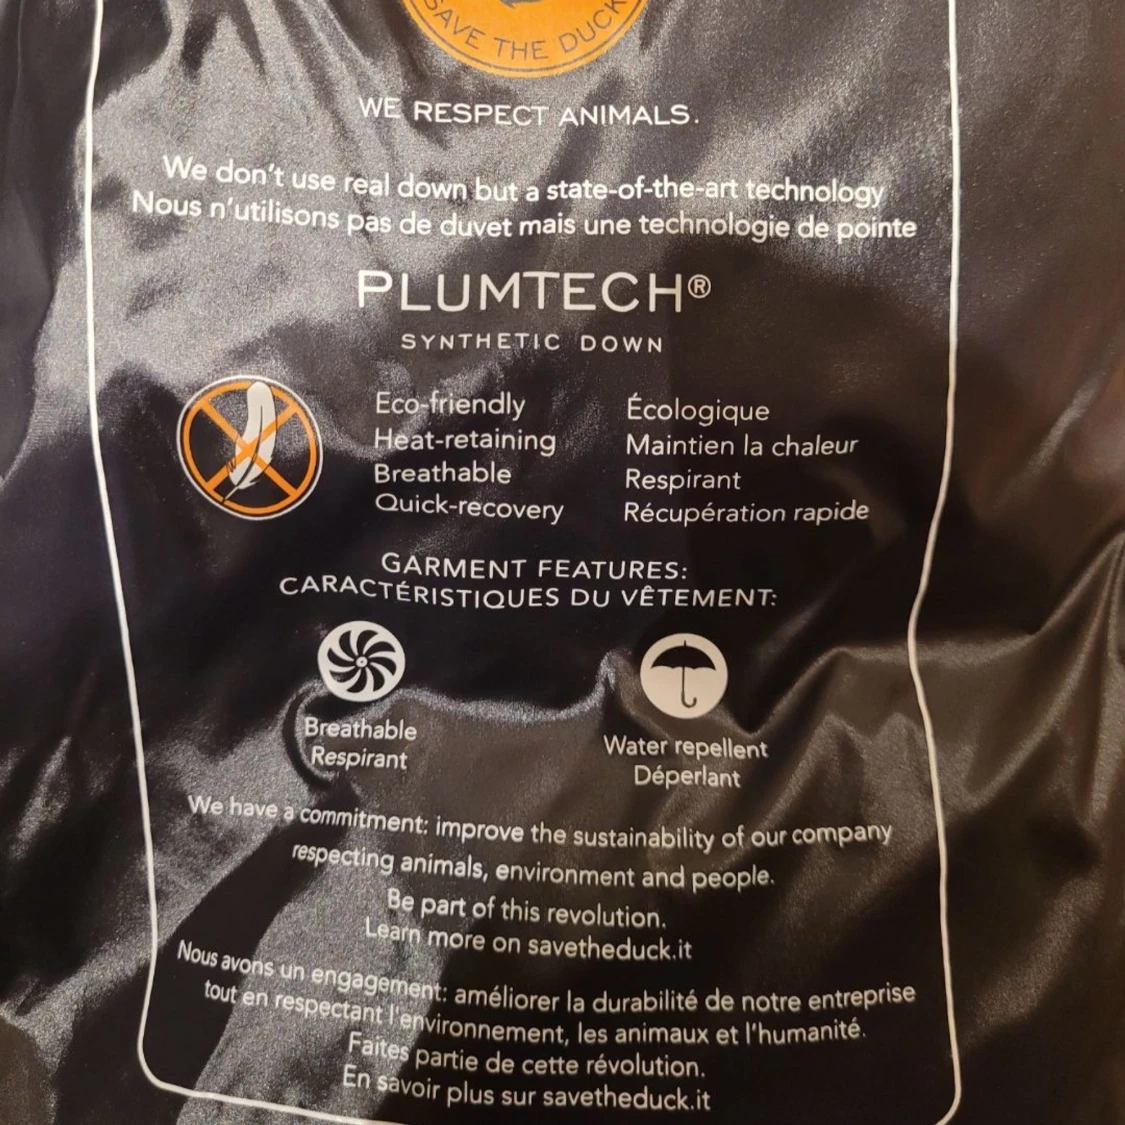 SAVE THE DUCK
WE RESPECT ANIMALS.
We don't use real down but a state-of-the-art technology
Nous n'utilisons pas de duvet mais une technologie de pointe
PLUMTECH®
SYNTHETIC DOWN
Eco-friendly
Heat-retaining
Breathable
Quick-recovery
Écologique
Maintien la chaleur
Respirant
Récupération rapide
GARMENT FEATURES:
CARACTÉRISTIQUES DU VÊTEMENT:
Breathable
Respirant
Water repellent
Déperlant
We have a commitment: improve the sustainability of our company
respecting animals, environment and people.
Be part of this revolution.
Learn more on savetheduck.it
Nous avons un engagement: améliorer la durabilité de notre entreprise
tout en respectant l'environnement, les animaux et l'humanité.
Faites partie de cette révolution.
En savoir plus sur savetheduck.it